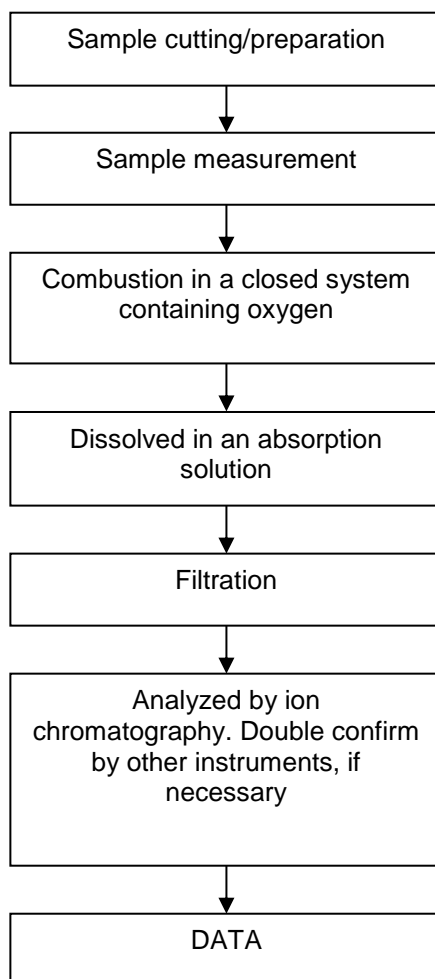 Sample cutting/preparation
Sample measurement
Combustion in a closed system
containing oxygen
Dissolved in an absorption
solution
Filtration
Analyzed by ion
chromatography. Double confirm
by other instruments, if
necessary
DATA